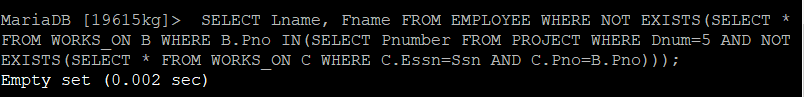 MariaDB [19615kg]>  SELECT Lname, Fname FROM EMPLOYEE WHERE NOT EXISTS(SELECT *
FROM WORKS_ON B WHERE B.Pno IN(SELECT Pnumber FROM PROJECT WHERE Dnum=5 AND NOT
EXISTS(SELECT * FROM WORKS_ON C WHERE C.Essn=Ssn AND C.Pno=B.Pno)));
Empty set (0.002 sec)